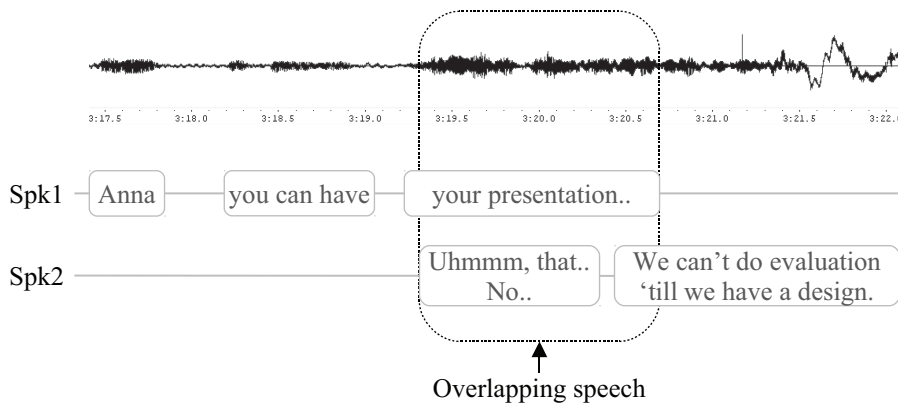 3:17.5 3:18.0 3:18.5 3:19.0 3:19.5 3:20.0 3:20.5 3:21.0 3:21.5 3:22.0
Spk1 Anna you can have your presentation..
Spk2 Uhmmm, that.. We can’t do evaluation
No.. ‘till we have a design.
Overlapping speech